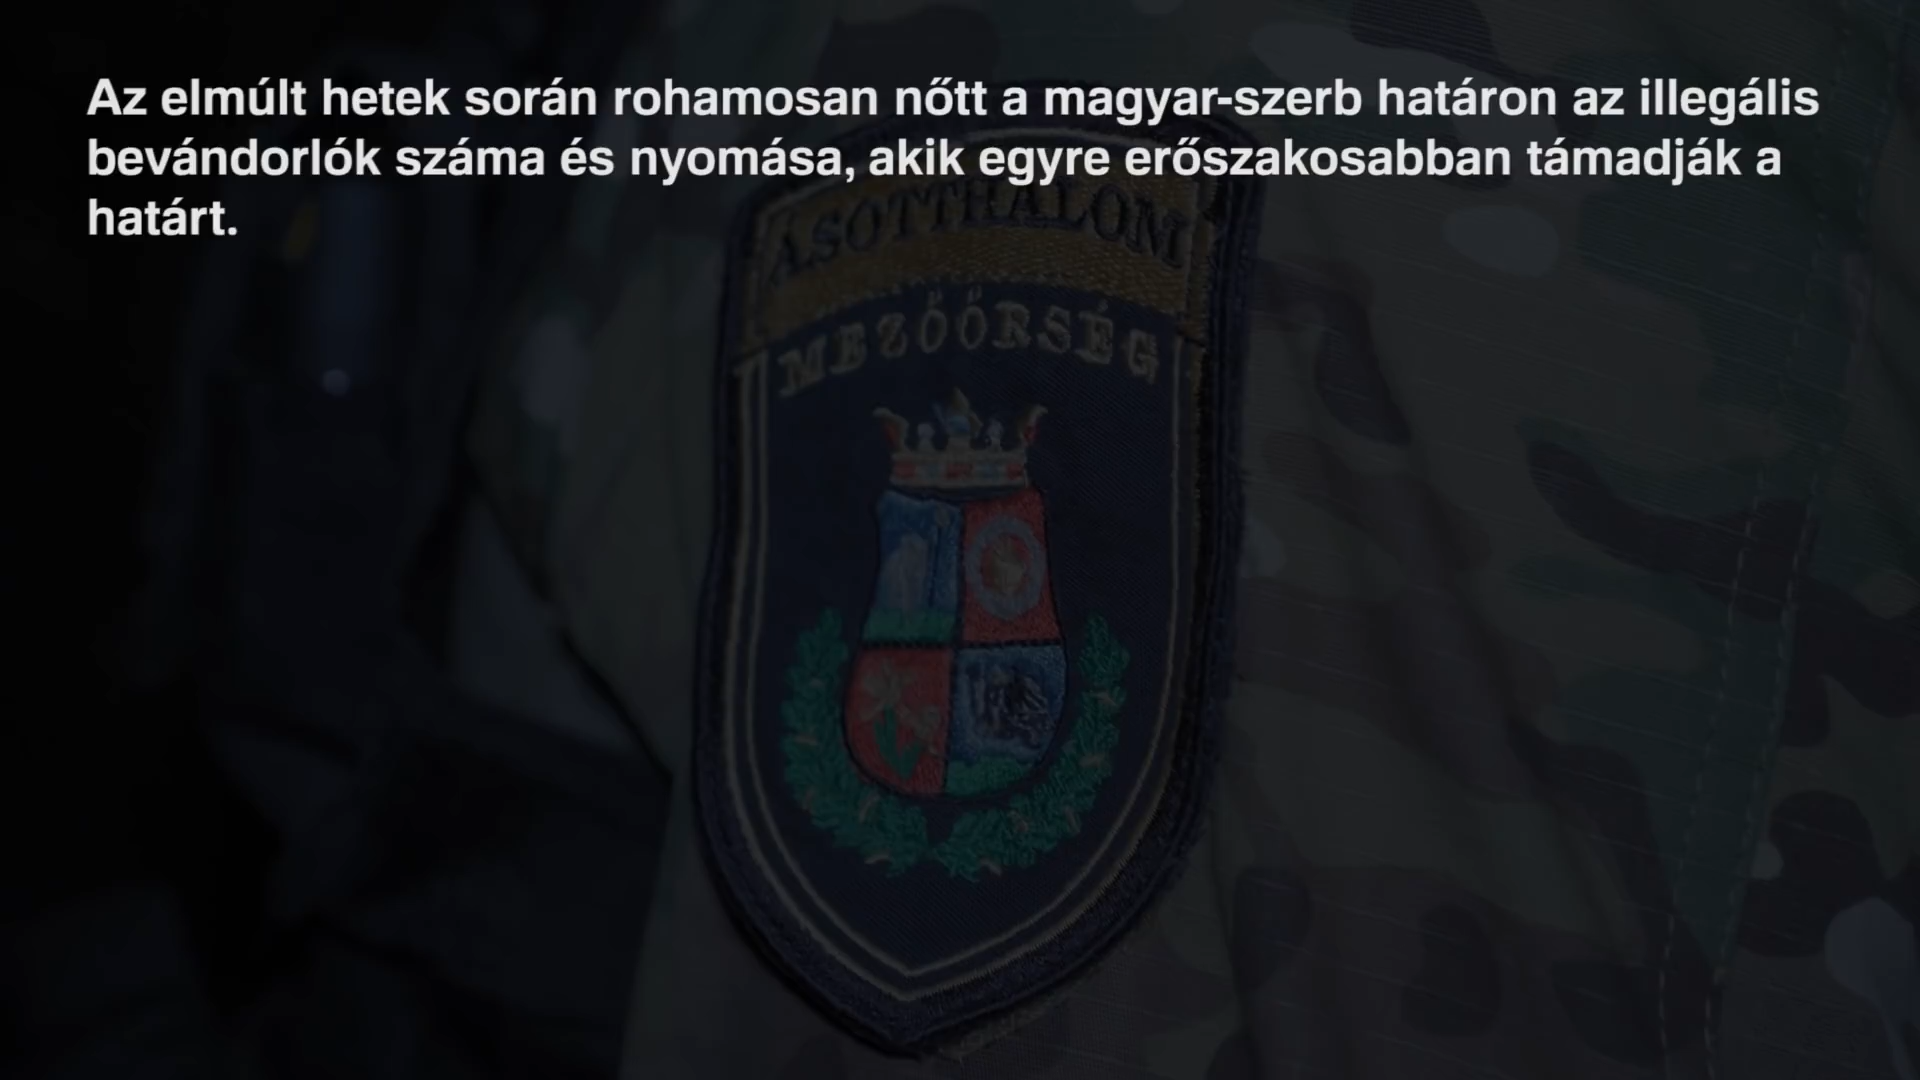 Az elmúlt hetek során rohamosan nőtt a magyar-szerb határon az illegális
bevándorlók száma és nyomása, akik egyre erőszakosabban támadják a
határt.
ÁSOTTHALOM
MEZŐŐRSÉG